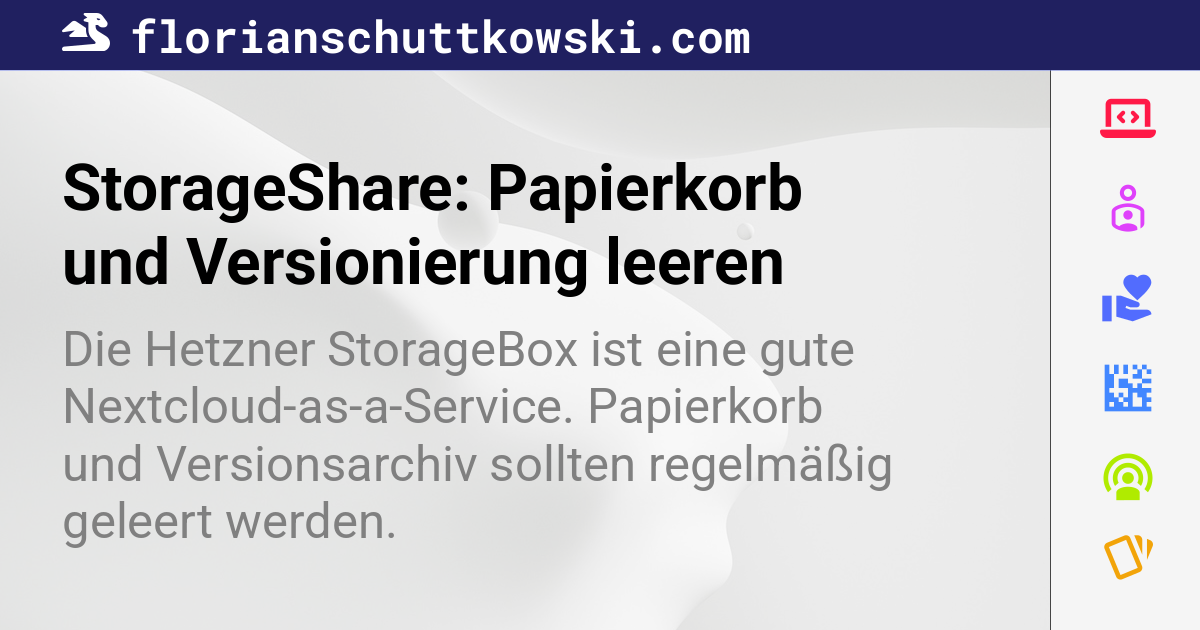 florianschuttkowski.com
StorageShare: Papierkorb
und Versionierung leeren
Die Hetzner StorageBox ist eine gute
Nextcloud-as-a-Service. Papierkorb
und Versionsarchiv sollten regelmäßig
geleert werden.